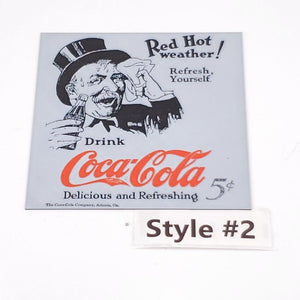 Red Hot
weather!
Refresh
Yourself
Drink
Coca-Cola
Delicious and Refreshing 5¢
The Coca-Cola Company, Atlanta, Ga.
Style #2